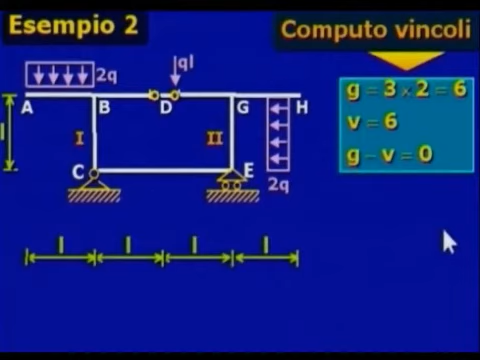 Esempio 2
Computo vincoli
2q
ql
g = 3 × 2 = 6
v = 6
g − v = 0
A B D G H
l
I II
C E
2q
l l l l